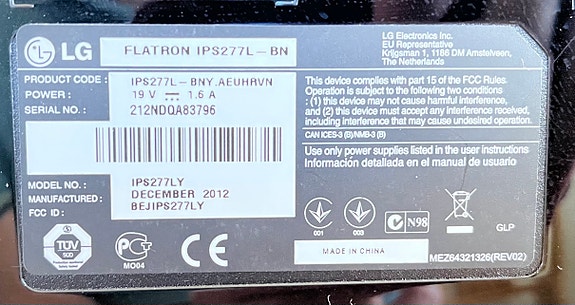 LG
FLATRON IPS277L-BN
LG Electronics Inc.
EU Representative
Krijgsman 1, 1186 DM Amstelveen,
The Netherlands
PRODUCT CODE : IPS277L-BNY.AEUHRVN
POWER : 19 V ⎓ 1.6 A
SERIAL NO. : 212NDQA83796
This device complies with part 15 of the FCC Rules.
Operation is subject to the following two conditions
: (1) this device may not cause harmful interference,
and (2) this device must accept any interference received,
including interference that may cause undesired operation.
CAN ICES-3 (B)/NMB-3 (B)
Use only power supplies listed in the user instructions
Información detallada en el manual de usuario
MODEL NO. : IPS277LY
MANUFACTURED : DECEMBER 2012
FCC ID : BEJIPS277LY
TÜV
SÜD
PCT
MO04
CE
001
003
N98
GLP
MADE IN CHINA
MEZ64321326(REV02)